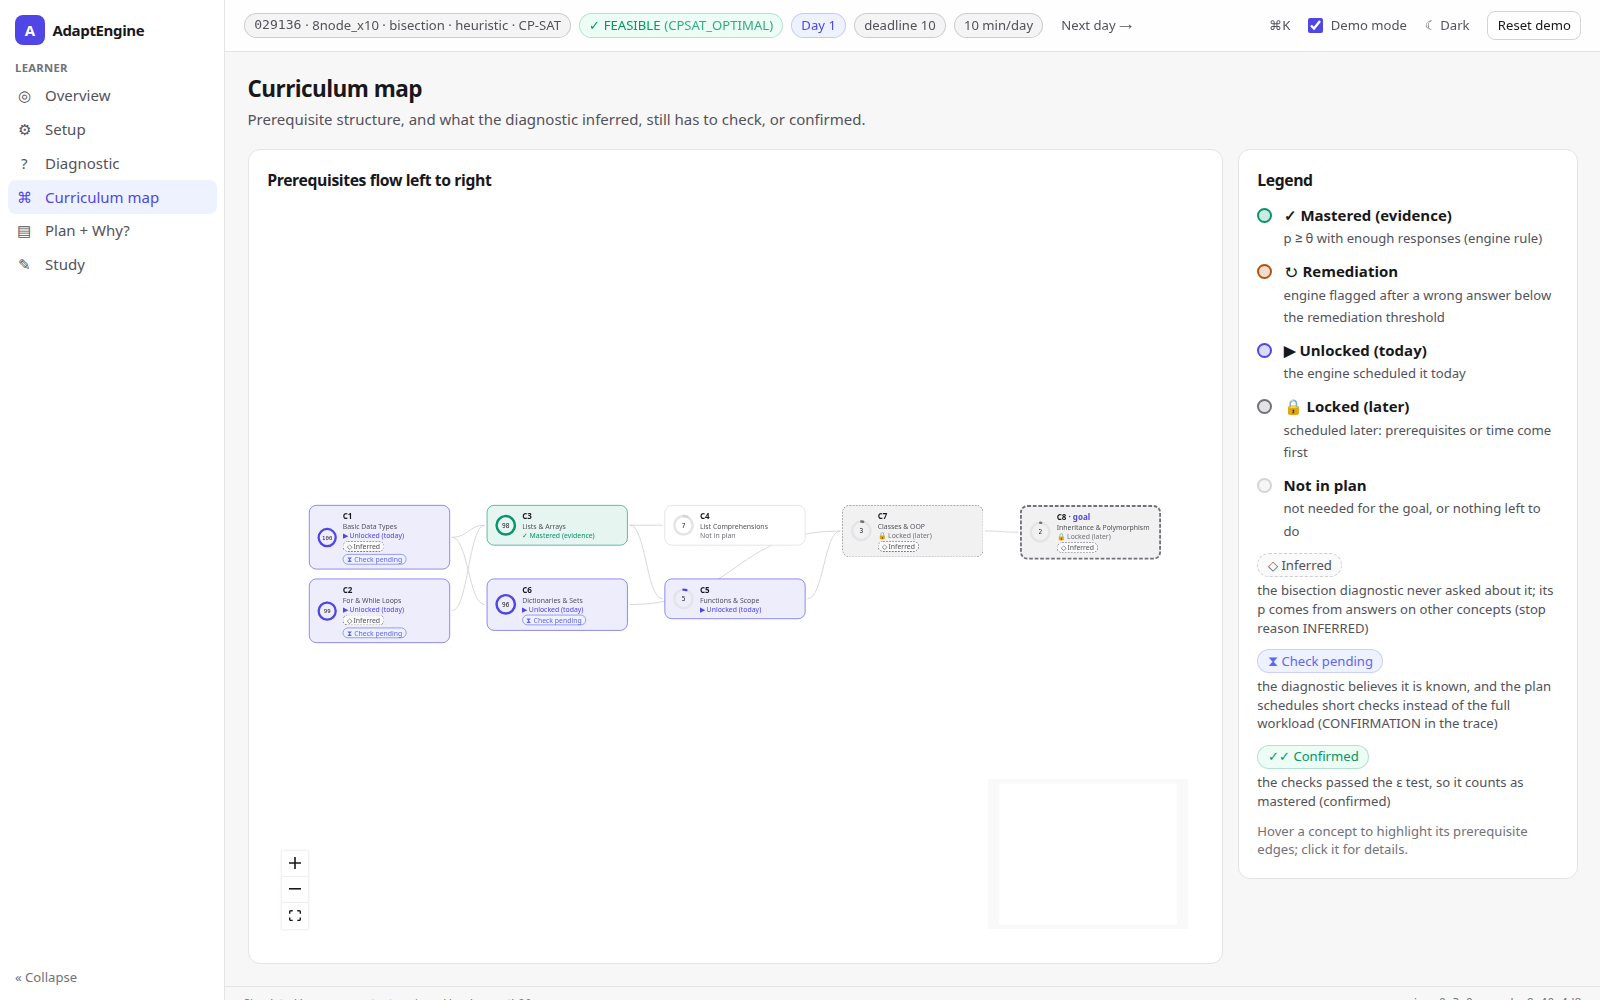 A AdaptEngine
LEARNER
Overview
Setup
Diagnostic
Curriculum map
Plan + Why?
Study
« Collapse
029136 · 8node_x10 · bisection · heuristic · CP-SAT
✓ FEASIBLE (CPSAT_OPTIMAL)
Day 1
deadline 10
10 min/day
Next day →
⌘K
Demo mode
☾ Dark
Reset demo
Curriculum map
Prerequisite structure, and what the diagnostic inferred, still has to check, or confirmed.
Prerequisites flow left to right
C1
Basic Data Types
100
▶ Unlocked (today)
◇ Inferred
⧗ Check pending
C2
For & While Loops
99
▶ Unlocked (today)
◇ Inferred
⧗ Check pending
C3
Lists & Arrays
98
✓ Mastered (evidence)
C6
Dictionaries & Sets
96
▶ Unlocked (today)
⧗ Check pending
C4
List Comprehensions
7
Not in plan
C5
Functions & Scope
5
▶ Unlocked (today)
C7
Classes & OOP
3
🔒 Locked (later)
◇ Inferred
C8 · goal
Inheritance & Polymorphism
2
🔒 Locked (later)
◇ Inferred
Legend
✓ Mastered (evidence)
p ≥ θ with enough responses (engine rule)
↻ Remediation
engine flagged after a wrong answer below
the remediation threshold
▶ Unlocked (today)
the engine scheduled it today
🔒 Locked (later)
scheduled later: prerequisites or time come
first
Not in plan
not needed for the goal, or nothing left to
do
◇ Inferred
the bisection diagnostic never asked about it; its
p comes from answers on other concepts (stop
reason INFERRED)
⧗ Check pending
the diagnostic believes it is known, and the plan
schedules short checks instead of the full
workload (CONFIRMATION in the trace)
✓✓ Confirmed
the checks passed the ε test, so it counts as
mastered (confirmed)
Hover a concept to highlight its prerequisite
edges; click it for details.